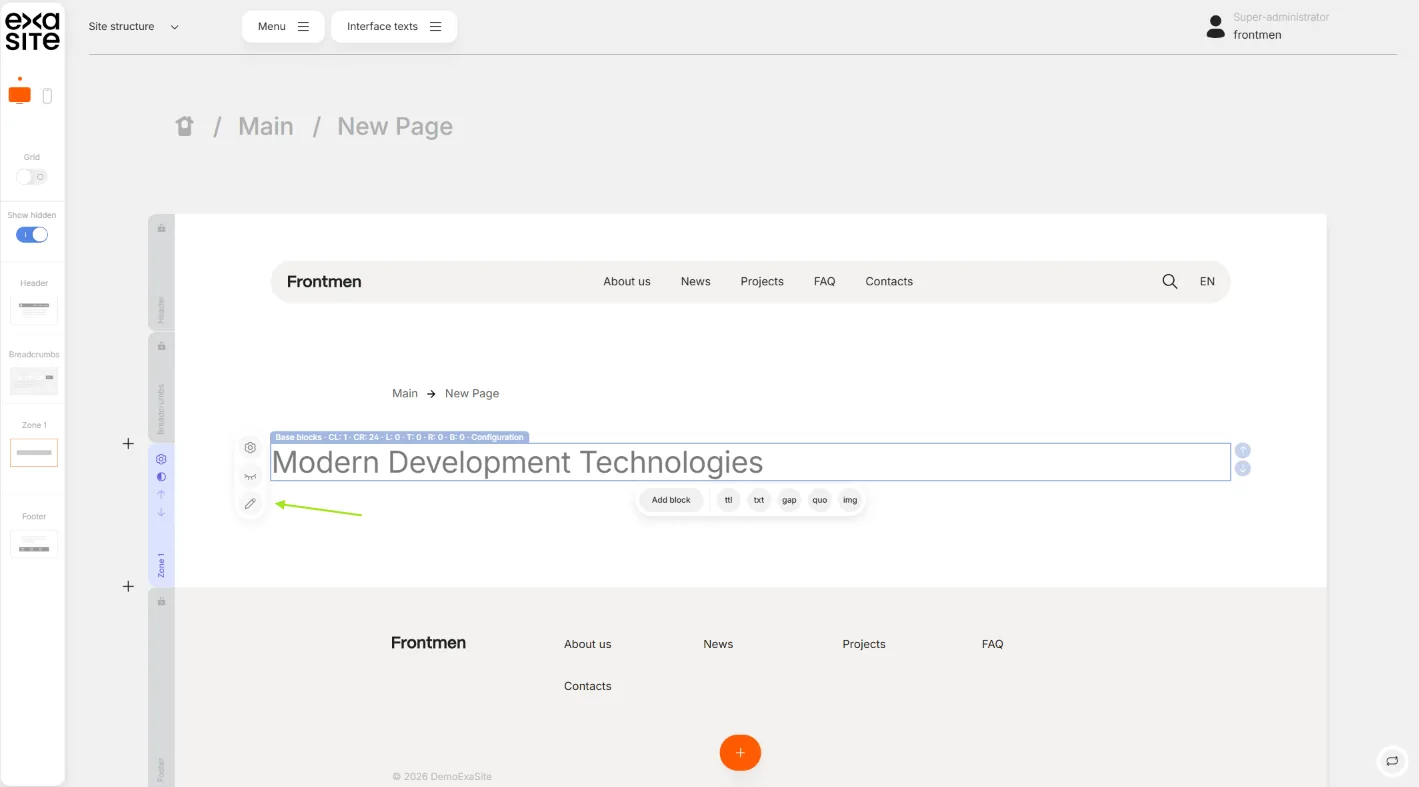 exa
site
Site structure
Menu
Interface texts
Super-administrator
frontmen
Grid
Show hidden
Header
Breadcrumbs
Zone 1
Footer
/ Main / New Page
Header
Breadcrumbs
Zone 1
Footer
Frontmen
About us
News
Projects
FAQ
Contacts
EN
Main → New Page
Base blocks · CL: 1 · CR: 24 · L: 0 · T: 0 · R: 0 · B: 0 · Configuration
Modern Development Technologies
Add block
ttl
txt
gap
quo
img
Frontmen
About us
News
Projects
FAQ
Contacts
© 2026 DemoExaSite